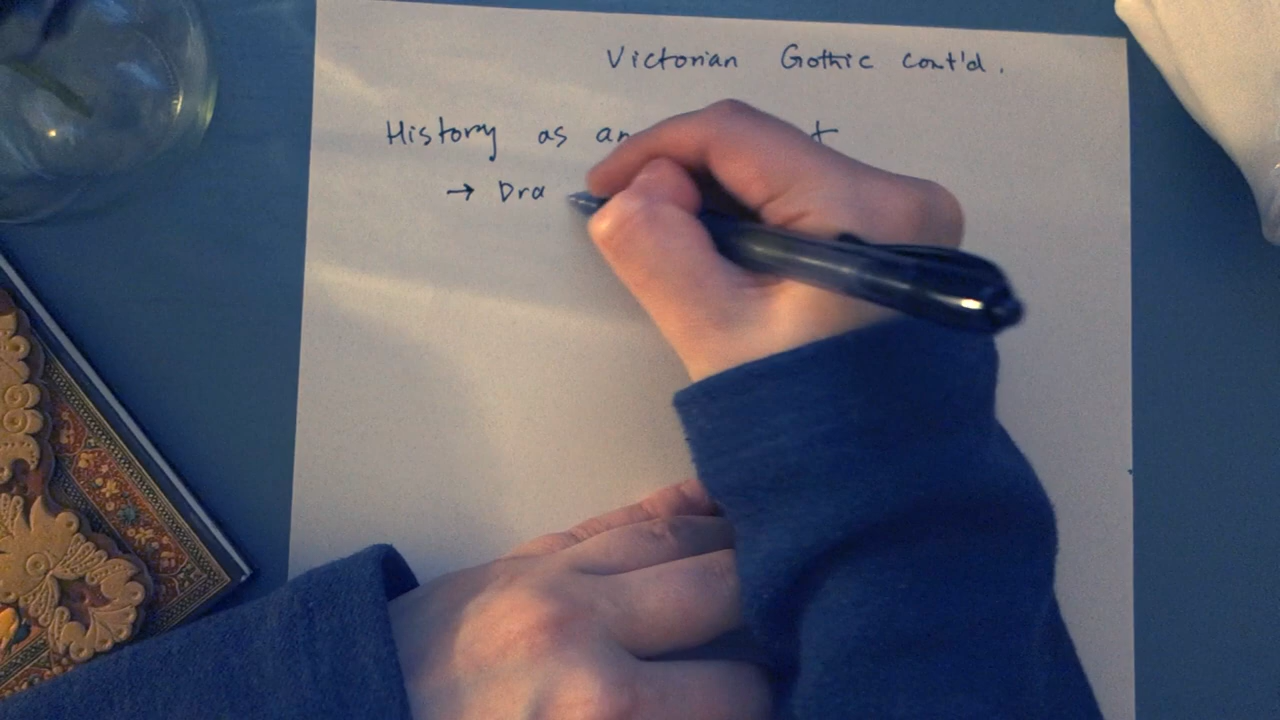 Victorian Gothic cont'd.
History as an
→ Dra